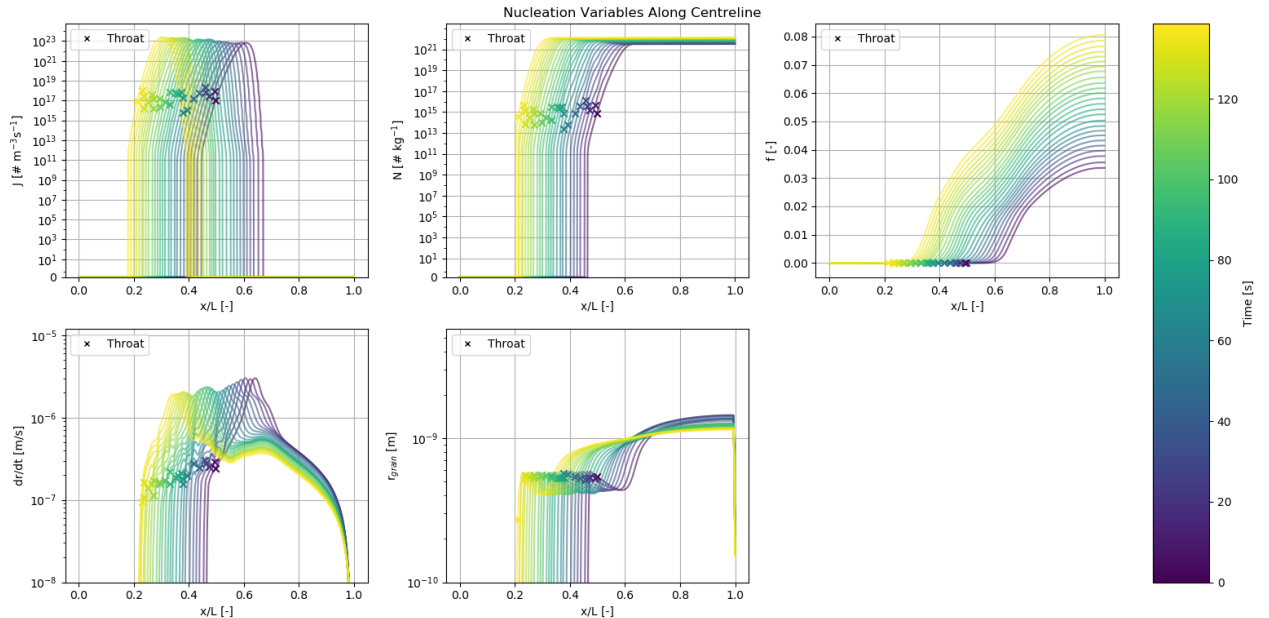 Nucleation Variables Along Centreline
Throat
J [# m⁻³s⁻¹]
10²³
10²¹
10¹⁹
10¹⁷
10¹⁵
10¹³
10¹¹
10⁹
10⁷
10⁵
10³
10¹
0
0.0 0.2 0.4 0.6 0.8 1.0
x/L [-]
Throat
N [# kg⁻¹]
10²¹
10¹⁹
10¹⁷
10¹⁵
10¹³
10¹¹
10⁹
10⁷
10⁵
10³
10¹
0
0.0 0.2 0.4 0.6 0.8 1.0
x/L [-]
Throat
f [-]
0.08
0.07
0.06
0.05
0.04
0.03
0.02
0.01
0.00
0.0 0.2 0.4 0.6 0.8 1.0
x/L [-]
Throat
dr/dt [m/s]
10⁻⁵
10⁻⁶
10⁻⁷
10⁻⁸
0.0 0.2 0.4 0.6 0.8 1.0
x/L [-]
Throat
r_grain [m]
10⁻⁹
10⁻¹⁰
0.0 0.2 0.4 0.6 0.8 1.0
x/L [-]
Time [s]
120
100
80
60
40
20
0